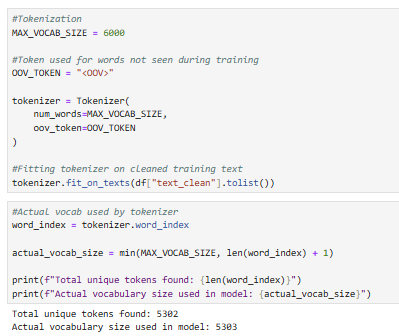 #Tokenization
MAX_VOCAB_SIZE = 6000
#Token used for words not seen during training
OOV_TOKEN = "<OOV>"
tokenizer = Tokenizer(
    num_words=MAX_VOCAB_SIZE,
    oov_token=OOV_TOKEN
)
#Fitting tokenizer on cleaned training text
tokenizer.fit_on_texts(df["text_clean"].tolist())
#Actual vocab used by tokenizer
word_index = tokenizer.word_index
actual_vocab_size = min(MAX_VOCAB_SIZE, len(word_index) + 1)
print(f"Total unique tokens found: {len(word_index)}")
print(f"Actual vocabulary size used in model: {actual_vocab_size}")
Total unique tokens found: 5302
Actual vocabulary size used in model: 5303